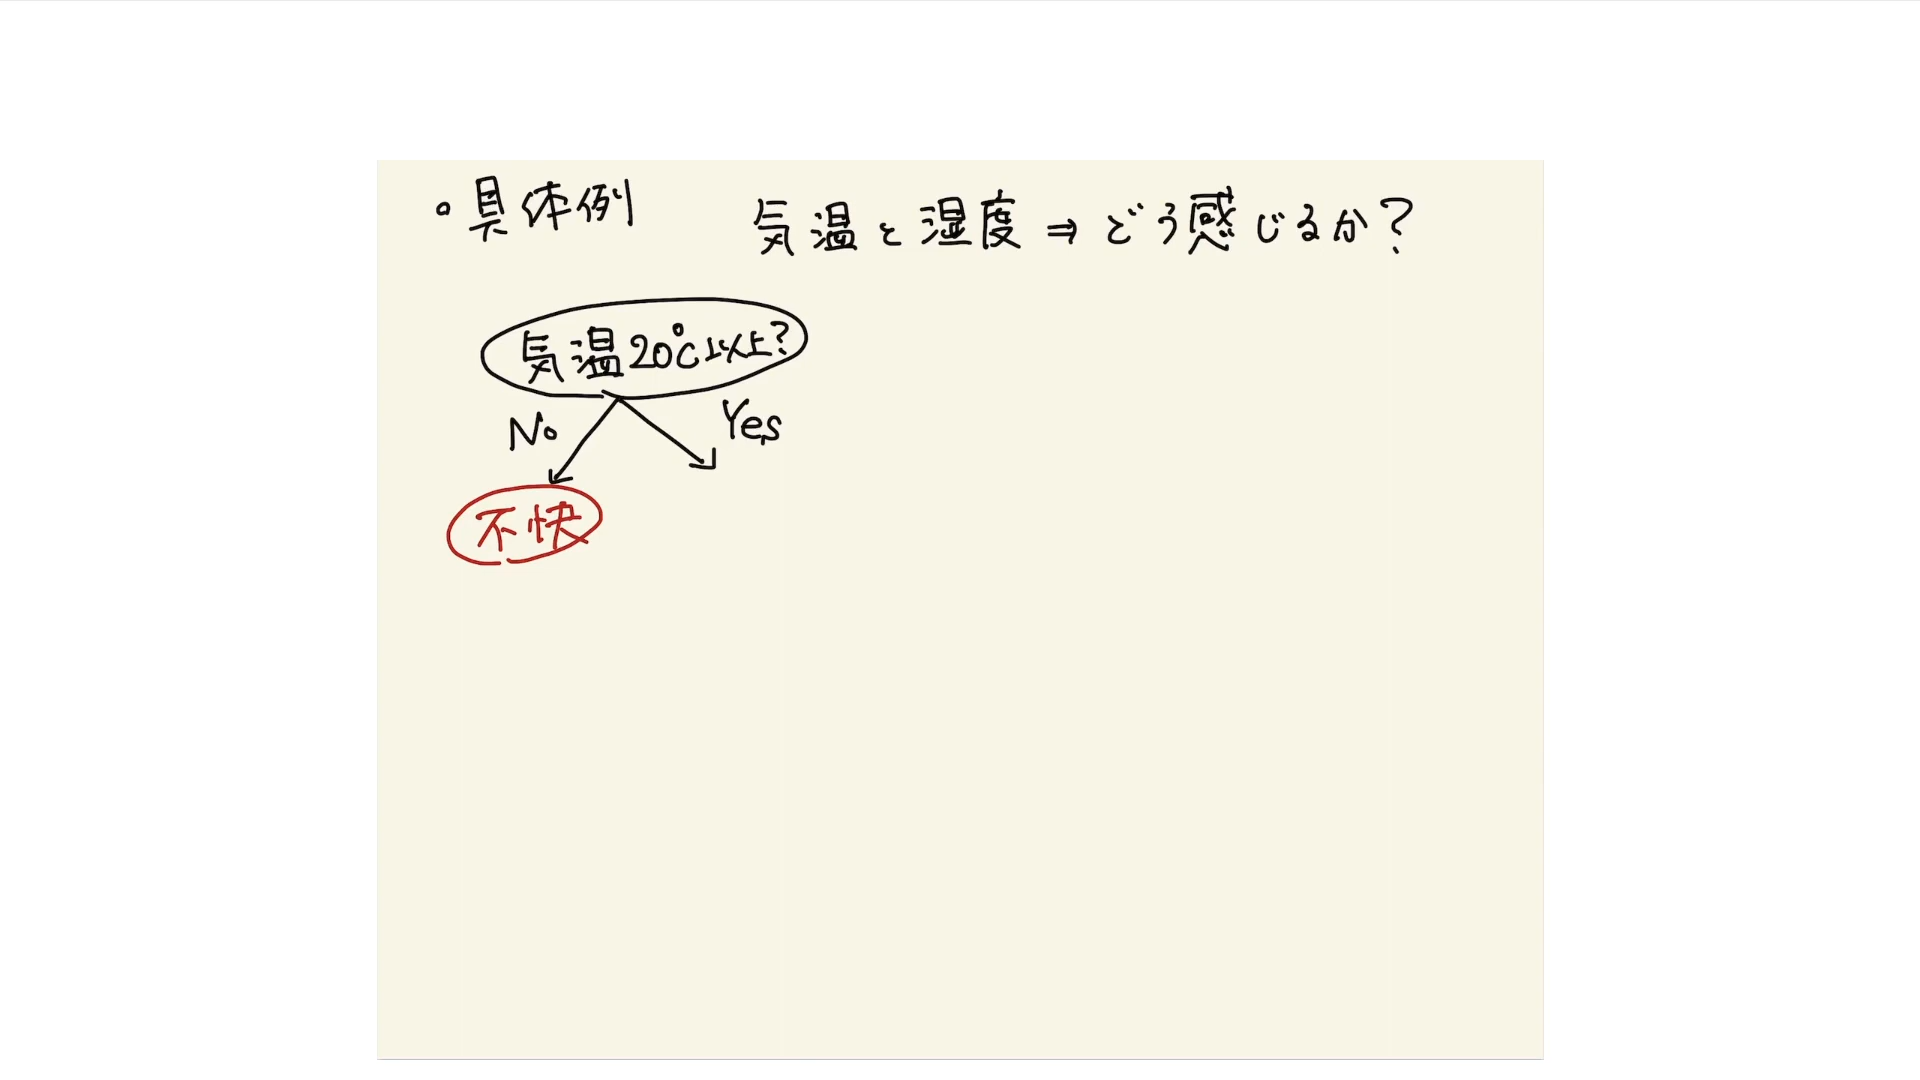 。具体例
気温と湿度⇒どう感じるか?
気温20℃以上?
No
Yes
不快